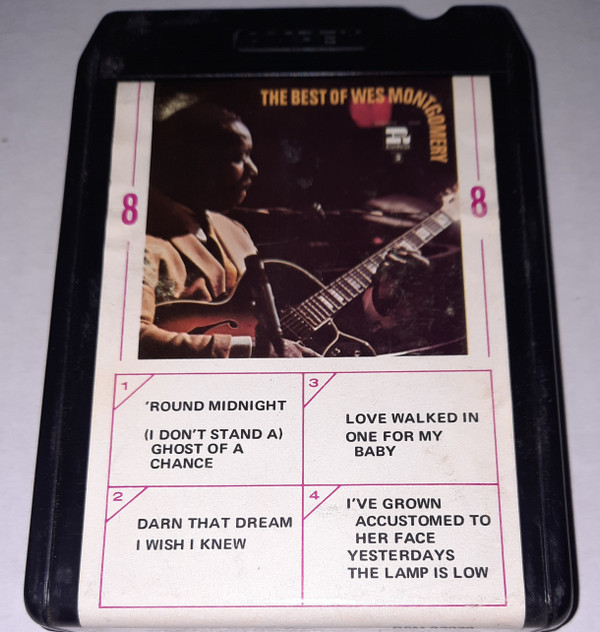 THE BEST OF WES MONTGOMERY
8
8
1
'ROUND MIDNIGHT
(I DON'T STAND A)
GHOST OF A
CHANCE
2
DARN THAT DREAM
I WISH I KNEW
3
LOVE WALKED IN
ONE FOR MY
BABY
4
I'VE GROWN
ACCUSTOMED TO
HER FACE
YESTERDAYS
THE LAMP IS LOW